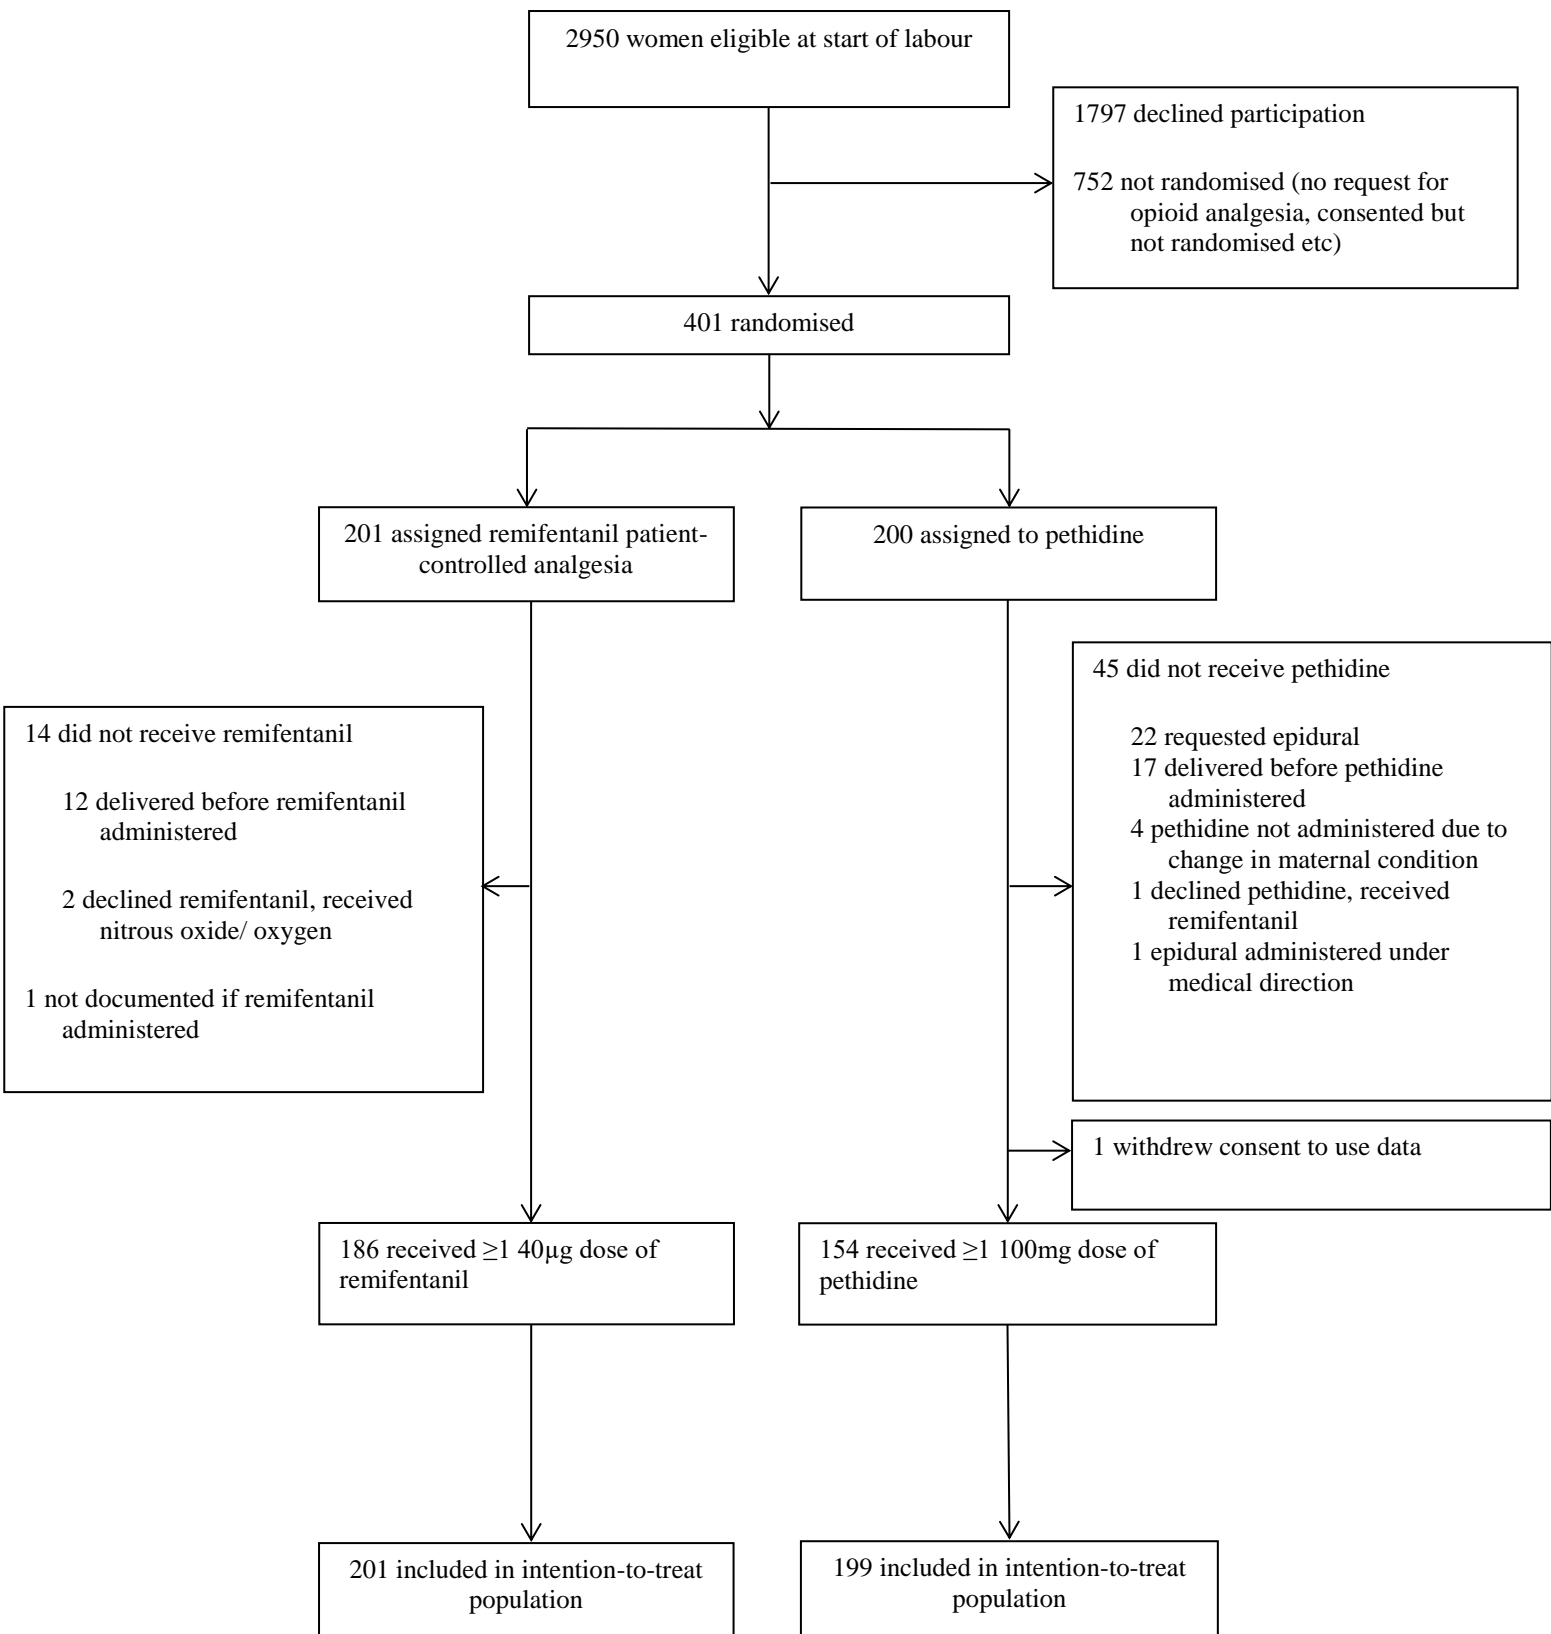 2950 women eligible at start of labour
1797 declined participation
752 not randomised (no request for
opioid analgesia, consented but
not randomised etc)
401 randomised
201 assigned remifentanil patient-
controlled analgesia
200 assigned to pethidine
14 did not receive remifentanil
12 delivered before remifentanil
administered
2 declined remifentanil, received
nitrous oxide/ oxygen
1 not documented if remifentanil
administered
45 did not receive pethidine
22 requested epidural
17 delivered before pethidine
administered
4 pethidine not administered due to
change in maternal condition
1 declined pethidine, received
remifentanil
1 epidural administered under
medical direction
1 withdrew consent to use data
186 received ≥1 40µg dose of
remifentanil
154 received ≥1 100mg dose of
pethidine
201 included in intention-to-treat
population
199 included in intention-to-treat
population